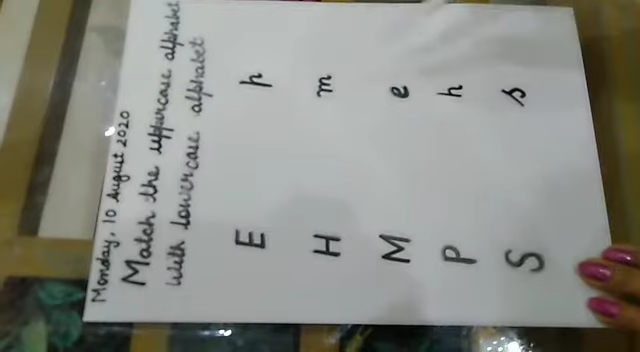 Monday, 10 August 2020
Match the uppercase alphabet
with lowercase alphabet
E p
H m
M e
P h
S s